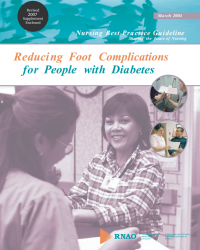 Revised
2007
Supplement
Enclosed
March 2004
Nursing Best Practice Guideline
Shaping the future of Nursing
Reducing Foot Complications
for People with Diabetes
RNAO